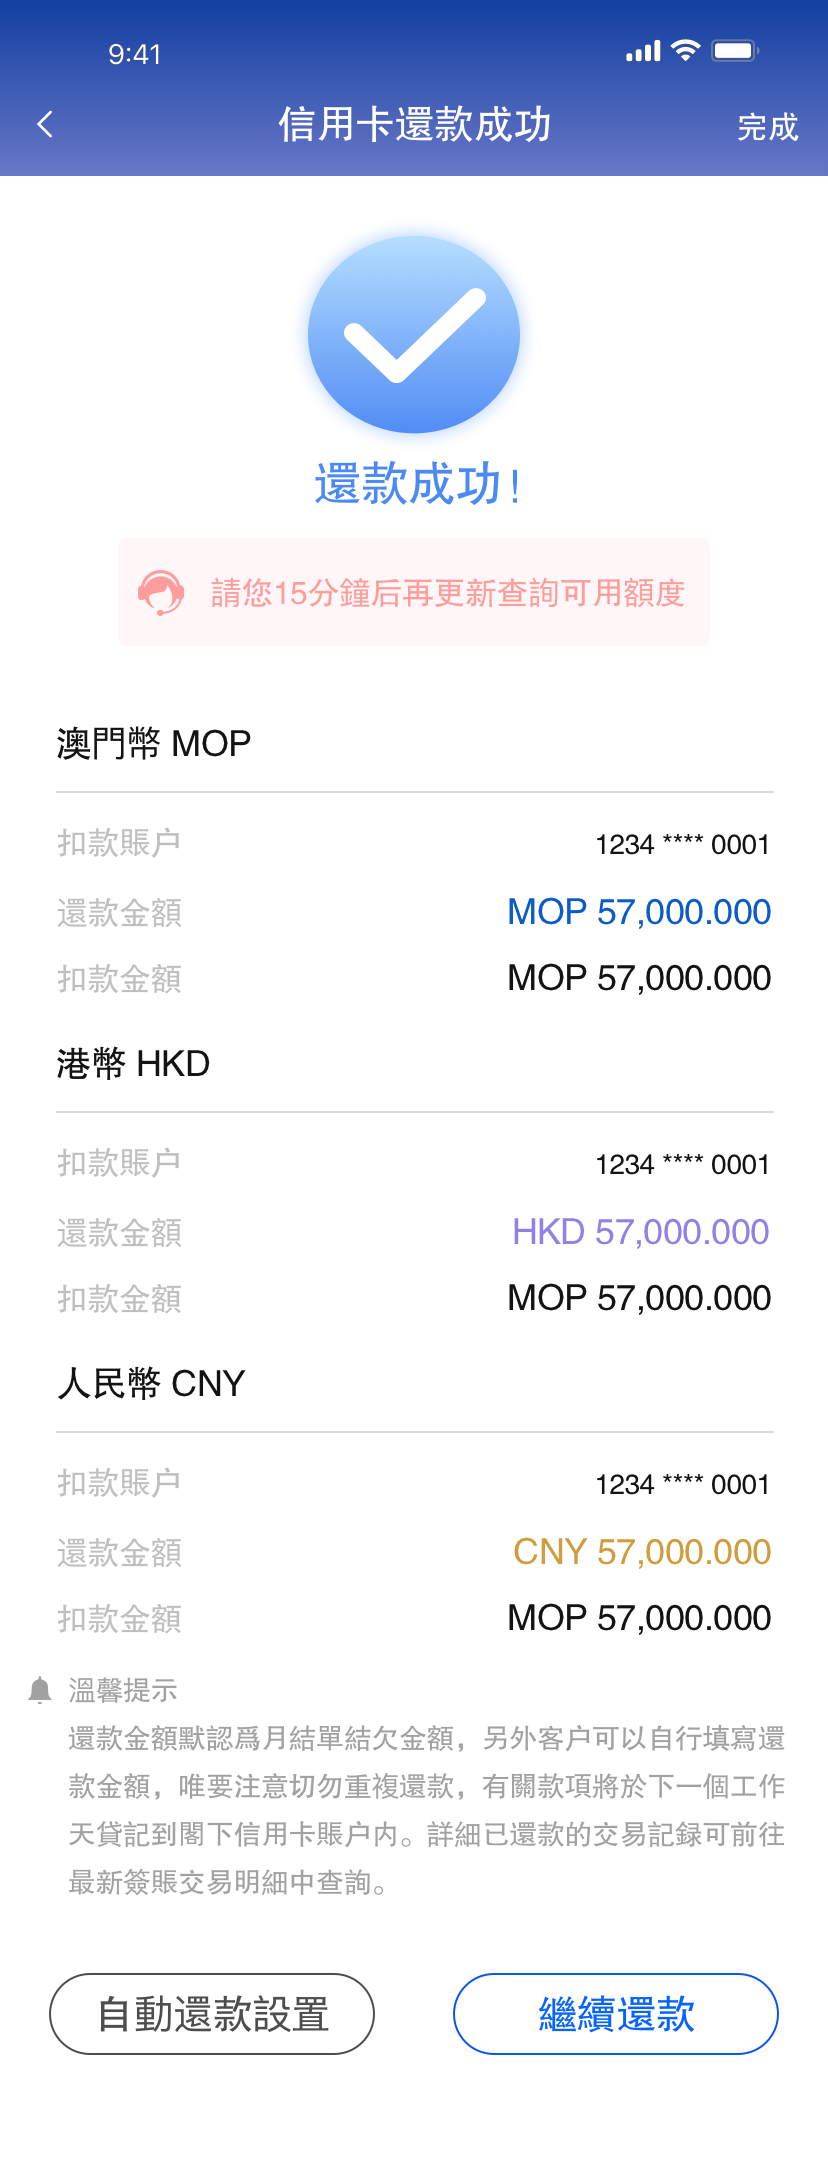 9:41
信用卡還款成功
完成
還款成功！
請您15分鐘后再更新查詢可用額度
澳門幣 MOP
扣款賬户 1234 **** 0001
還款金額 MOP 57,000.000
扣款金額 MOP 57,000.000
港幣 HKD
扣款賬户 1234 **** 0001
還款金額 HKD 57,000.000
扣款金額 MOP 57,000.000
人民幣 CNY
扣款賬户 1234 **** 0001
還款金額 CNY 57,000.000
扣款金額 MOP 57,000.000
溫馨提示
還款金額默認爲月結單結欠金額，另外客户可以自行填寫還
款金額，唯要注意切勿重複還款，有關款項將於下一個工作
天貸記到閣下信用卡賬户内。詳細已還款的交易記録可前往
最新簽賬交易明細中查詢。
自動還款設置
繼續還款